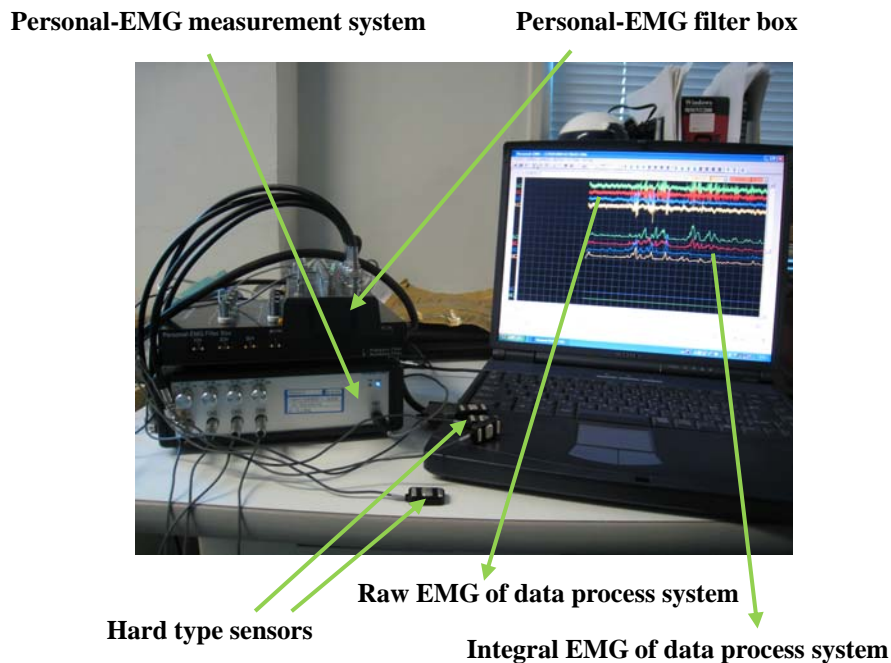 Personal-EMG measurement system
Personal-EMG filter box
Windows
Personal-EMG Filter Box
Hard type sensors
Raw EMG of data process system
Integral EMG of data process system